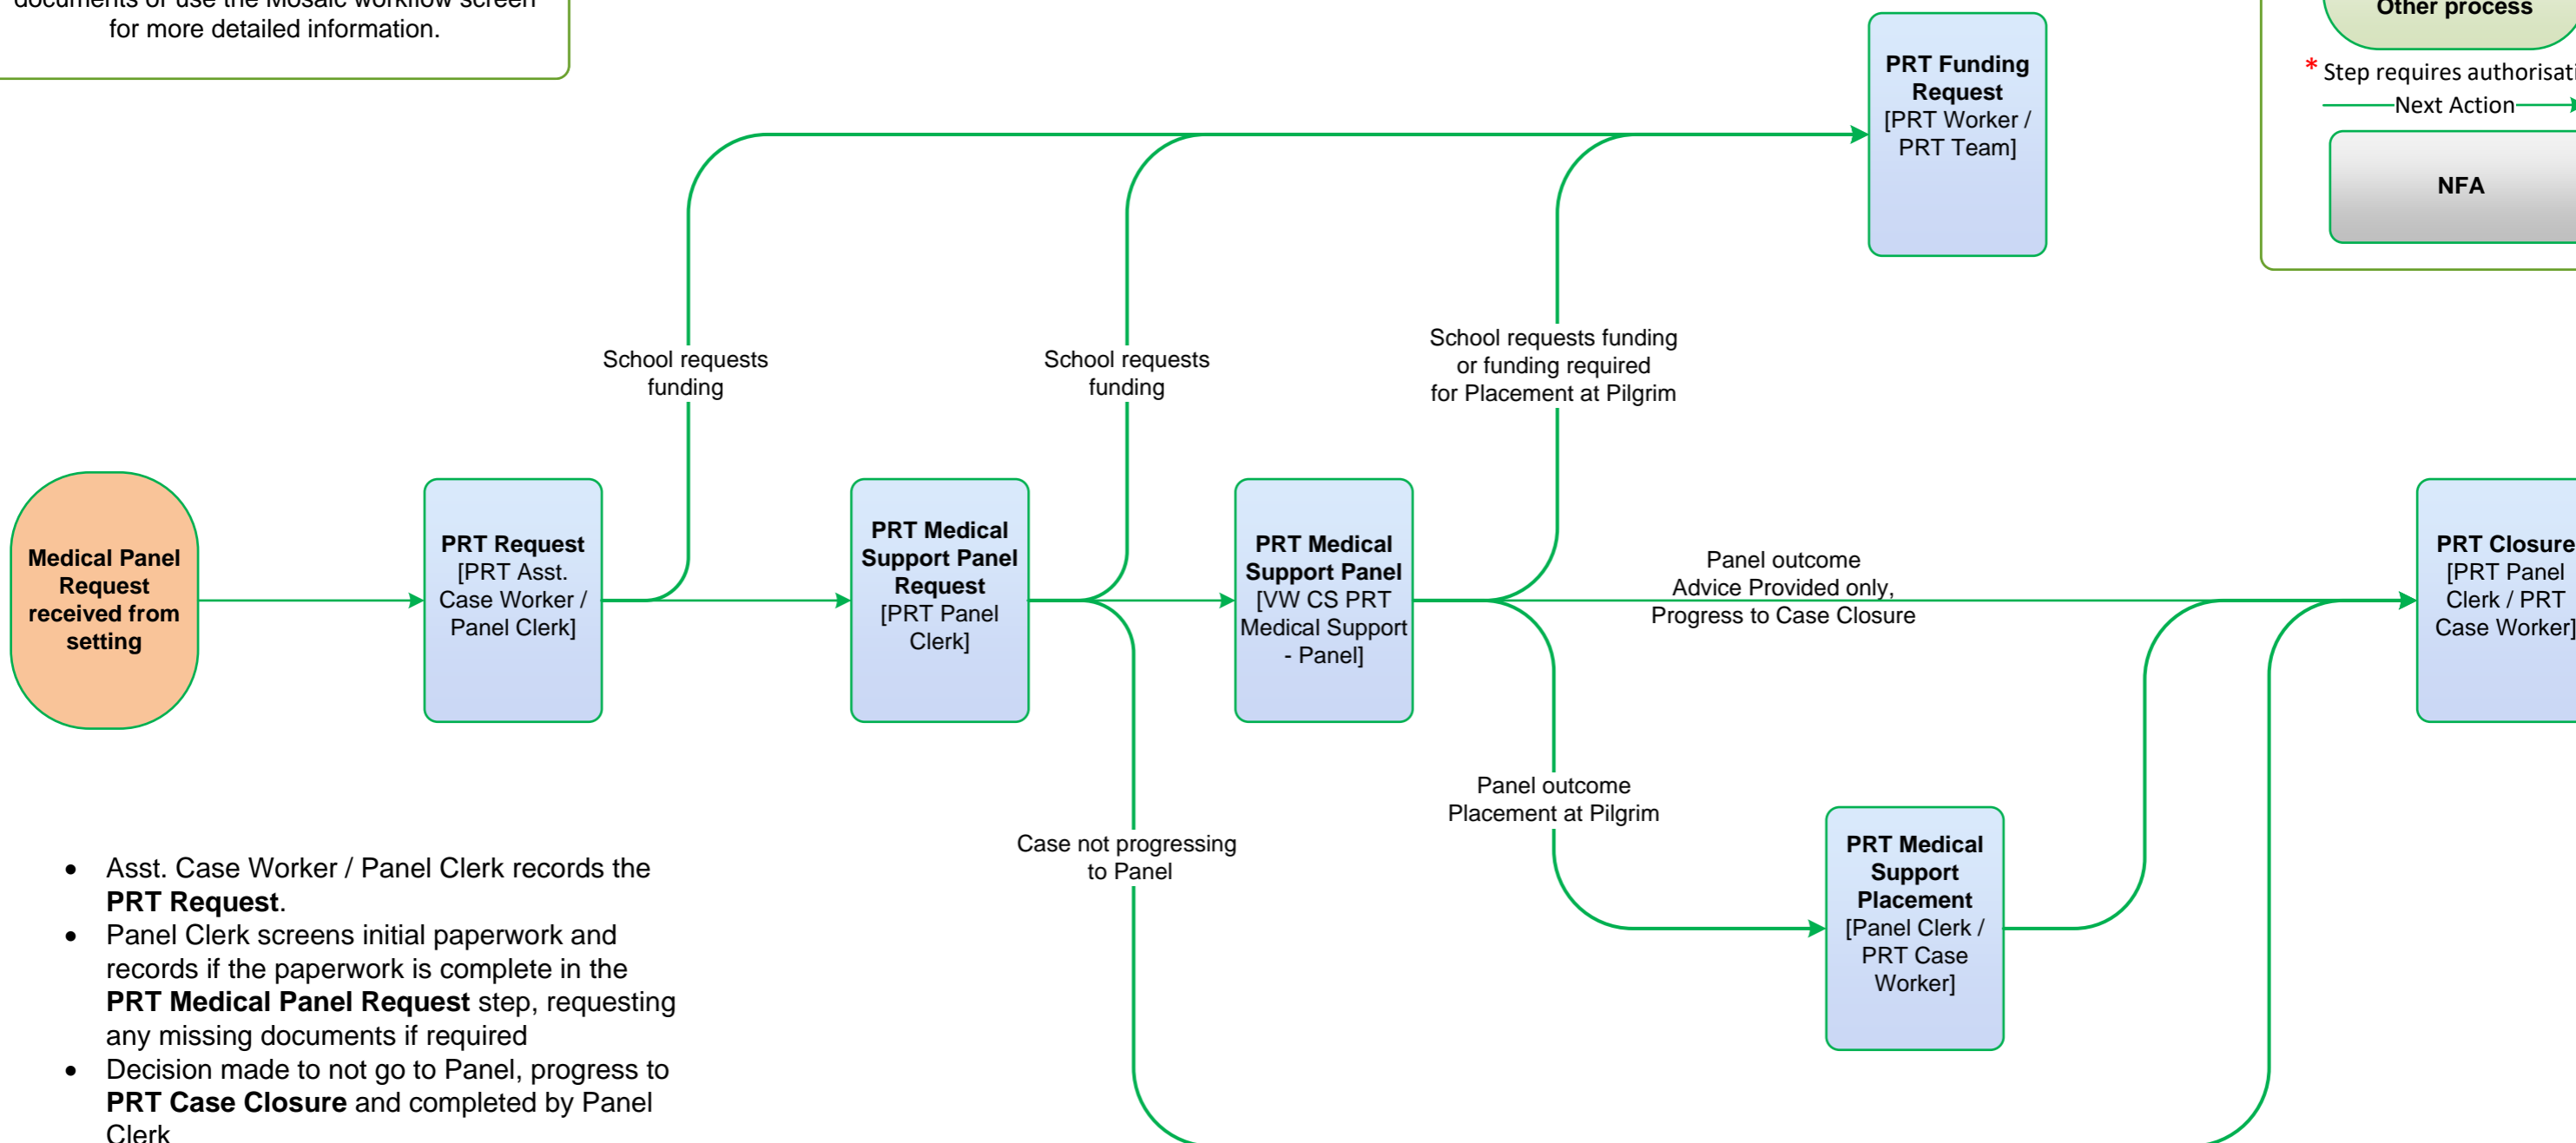 documents or use the Mosaic workflow screen
for more detailed information.
Other process
* Step requires authorisati
Next Action
NFA
PRT Funding
Request
[PRT Worker /
PRT Team]
School requests
funding
School requests
funding
School requests funding
or funding required
for Placement at Pilgrim
Medical Panel
Request
received from
setting
PRT Request
[PRT Asst.
Case Worker /
Panel Clerk]
PRT Medical
Support Panel
Request
[PRT Panel
Clerk]
PRT Medical
Support Panel
[VW CS PRT
Medical Support
- Panel]
Panel outcome
Advice Provided only,
Progress to Case Closure
PRT Closure
[PRT Panel
Clerk / PRT
Case Worker]
Panel outcome
Placement at Pilgrim
Case not progressing
to Panel
PRT Medical
Support
Placement
[Panel Clerk /
PRT Case
Worker]
• Asst. Case Worker / Panel Clerk records the
PRT Request.
• Panel Clerk screens initial paperwork and
records if the paperwork is complete in the
PRT Medical Panel Request step, requesting
any missing documents if required
• Decision made to not go to Panel, progress to
PRT Case Closure and completed by Panel
Clerk